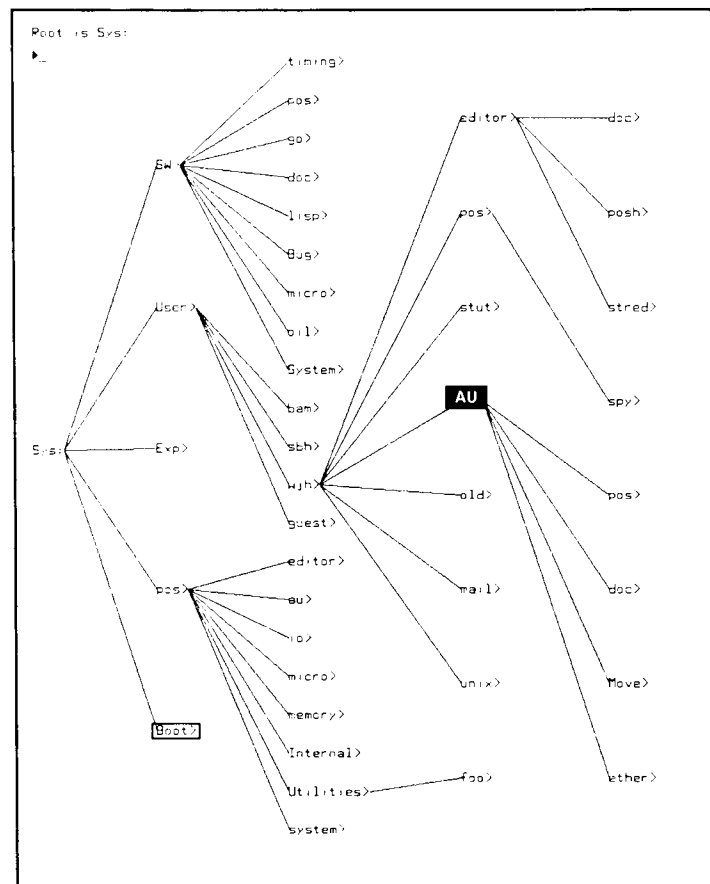 Root is Sys:
Sys:
SW>
User>
Exp>
pos>
Boot>
timing>
pos>
go>
doc>
lisp>
Bug>
micro>
oil>
System>
bam>
sbh>
wjh>
guest>
editor>
au>
io>
micro>
memory>
Internal>
Utilities>
system>
editor>
pos>
stut>
AU
old>
mail>
unix>
foo>
doc>
posh>
stred>
spy>
pos>
doc>
Move>
ether>